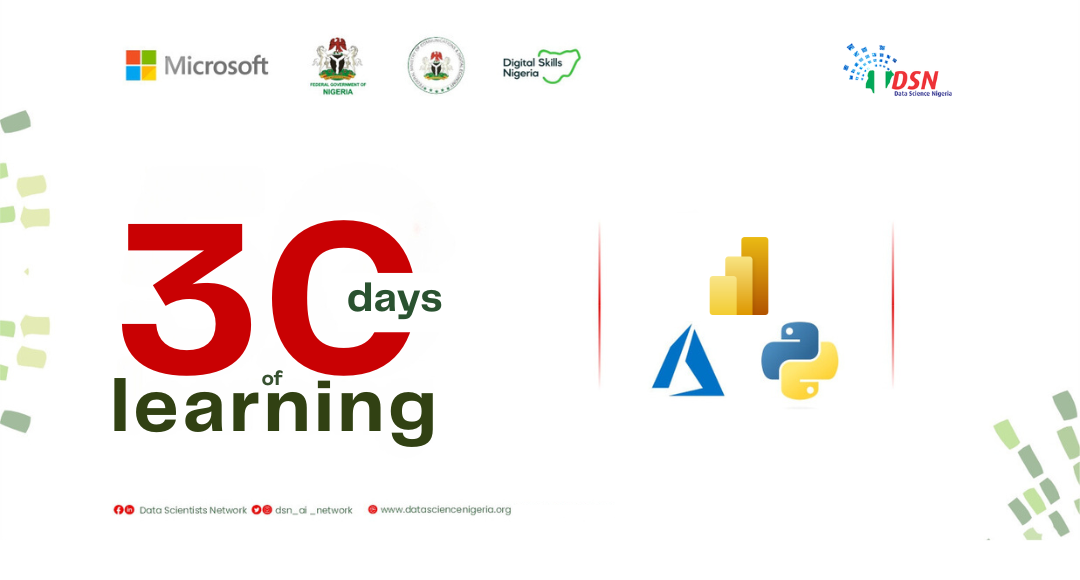 Microsoft
FEDERAL GOVERNMENT OF
NIGERIA
Digital Skills
Nigeria
DSN
Data Science Nigeria
30
days
of
learning
Data Scientists Network
dsn_ai _network
www.datasciencenigeria.org